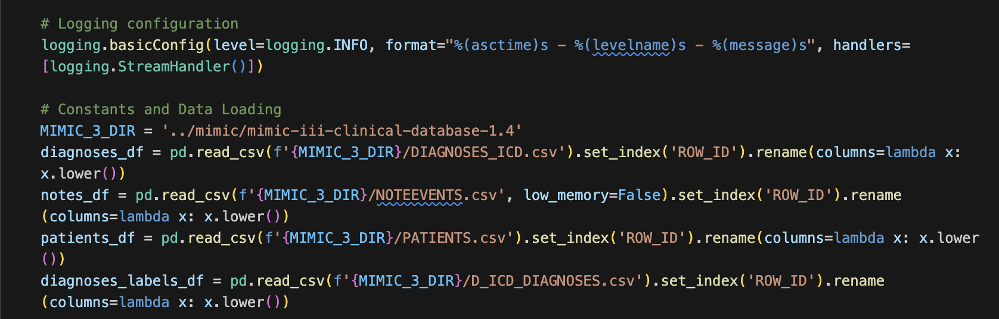 # Logging configuration
logging.basicConfig(level=logging.INFO, format="%(asctime)s - %(levelname)s - %(message)s", handlers=
[logging.StreamHandler()])
# Constants and Data Loading
MIMIC_3_DIR = '../mimic/mimic-iii-clinical-database-1.4'
diagnoses_df = pd.read_csv(f'{MIMIC_3_DIR}/DIAGNOSES_ICD.csv').set_index('ROW_ID').rename(columns=lambda x:
x.lower())
notes_df = pd.read_csv(f'{MIMIC_3_DIR}/NOTEEVENTS.csv', low_memory=False).set_index('ROW_ID').rename
(columns=lambda x: x.lower())
patients_df = pd.read_csv(f'{MIMIC_3_DIR}/PATIENTS.csv').set_index('ROW_ID').rename(columns=lambda x: x.lower
())
diagnoses_labels_df = pd.read_csv(f'{MIMIC_3_DIR}/D_ICD_DIAGNOSES.csv').set_index('ROW_ID').rename
(columns=lambda x: x.lower())